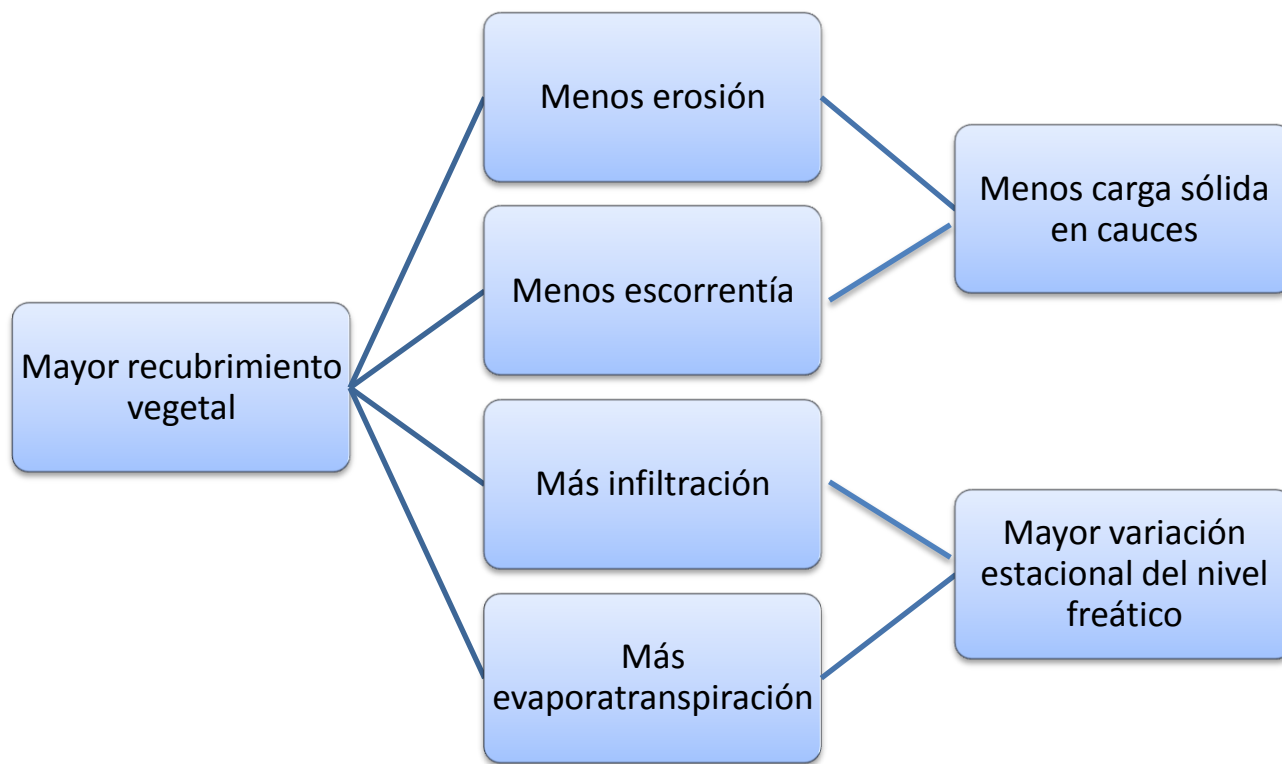 Mayor recubrimiento
vegetal
Menos erosión
Menos escorrentía
Más infiltración
Más
evaporatranspiración
Menos carga sólida
en cauces
Mayor variación
estacional del nivel
freático